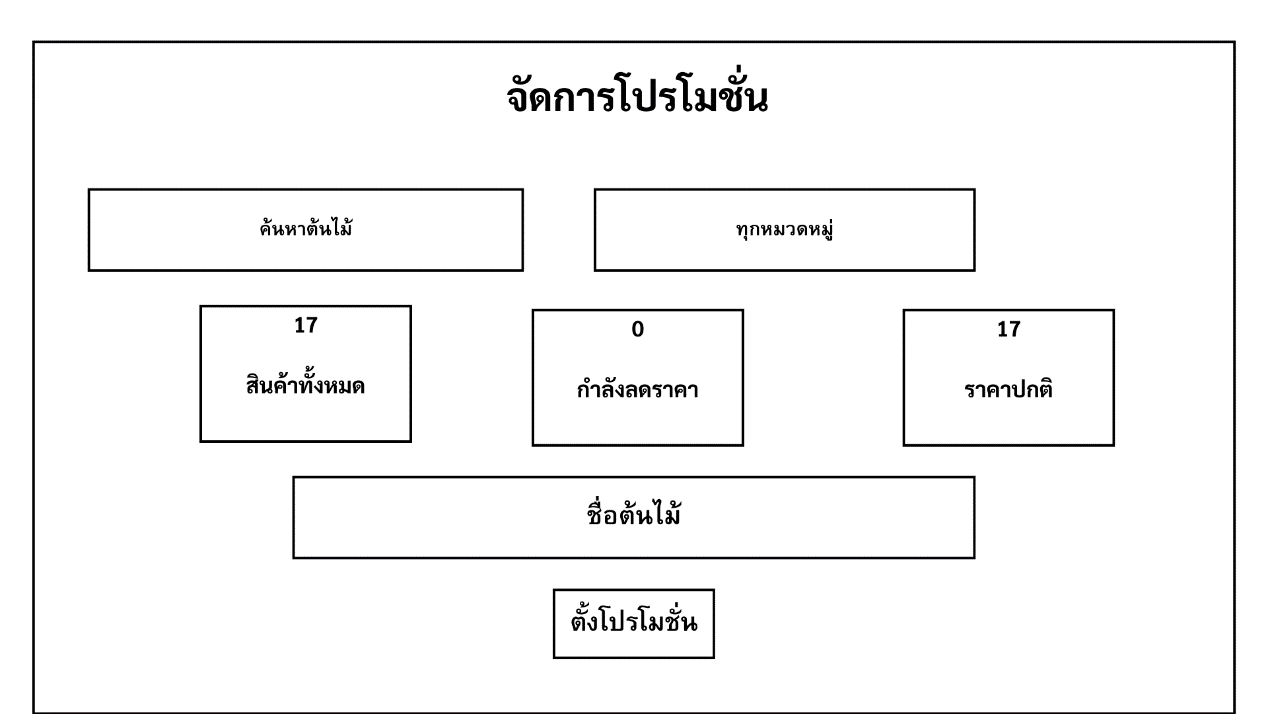 จัดการโปรโมชั่น
ค้นหาต้นไม้
ทุกหมวดหมู่
17
สินค้าทั้งหมด
0
กำลังลดราคา
17
ราคาปกติ
ชื่อต้นไม้
ตั้งโปรโมชั่น